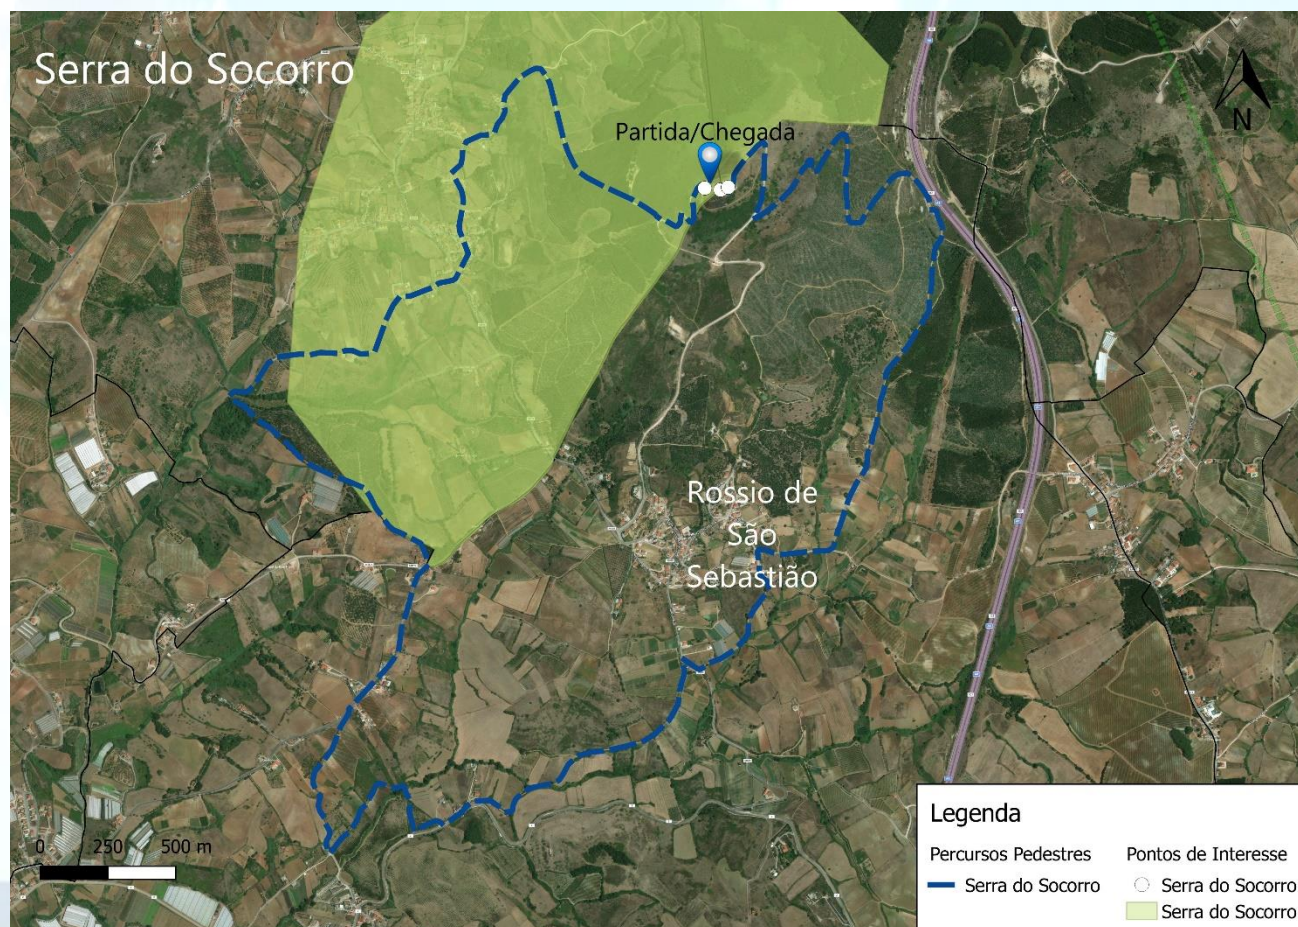 Serra do Socorro
N
Partida/Chegada
Rossio de
São
Sebastião
0 250 500 m
Legenda
Percursos Pedestres
Serra do Socorro
Pontos de Interesse
Serra do Socorro
Serra do Socorro